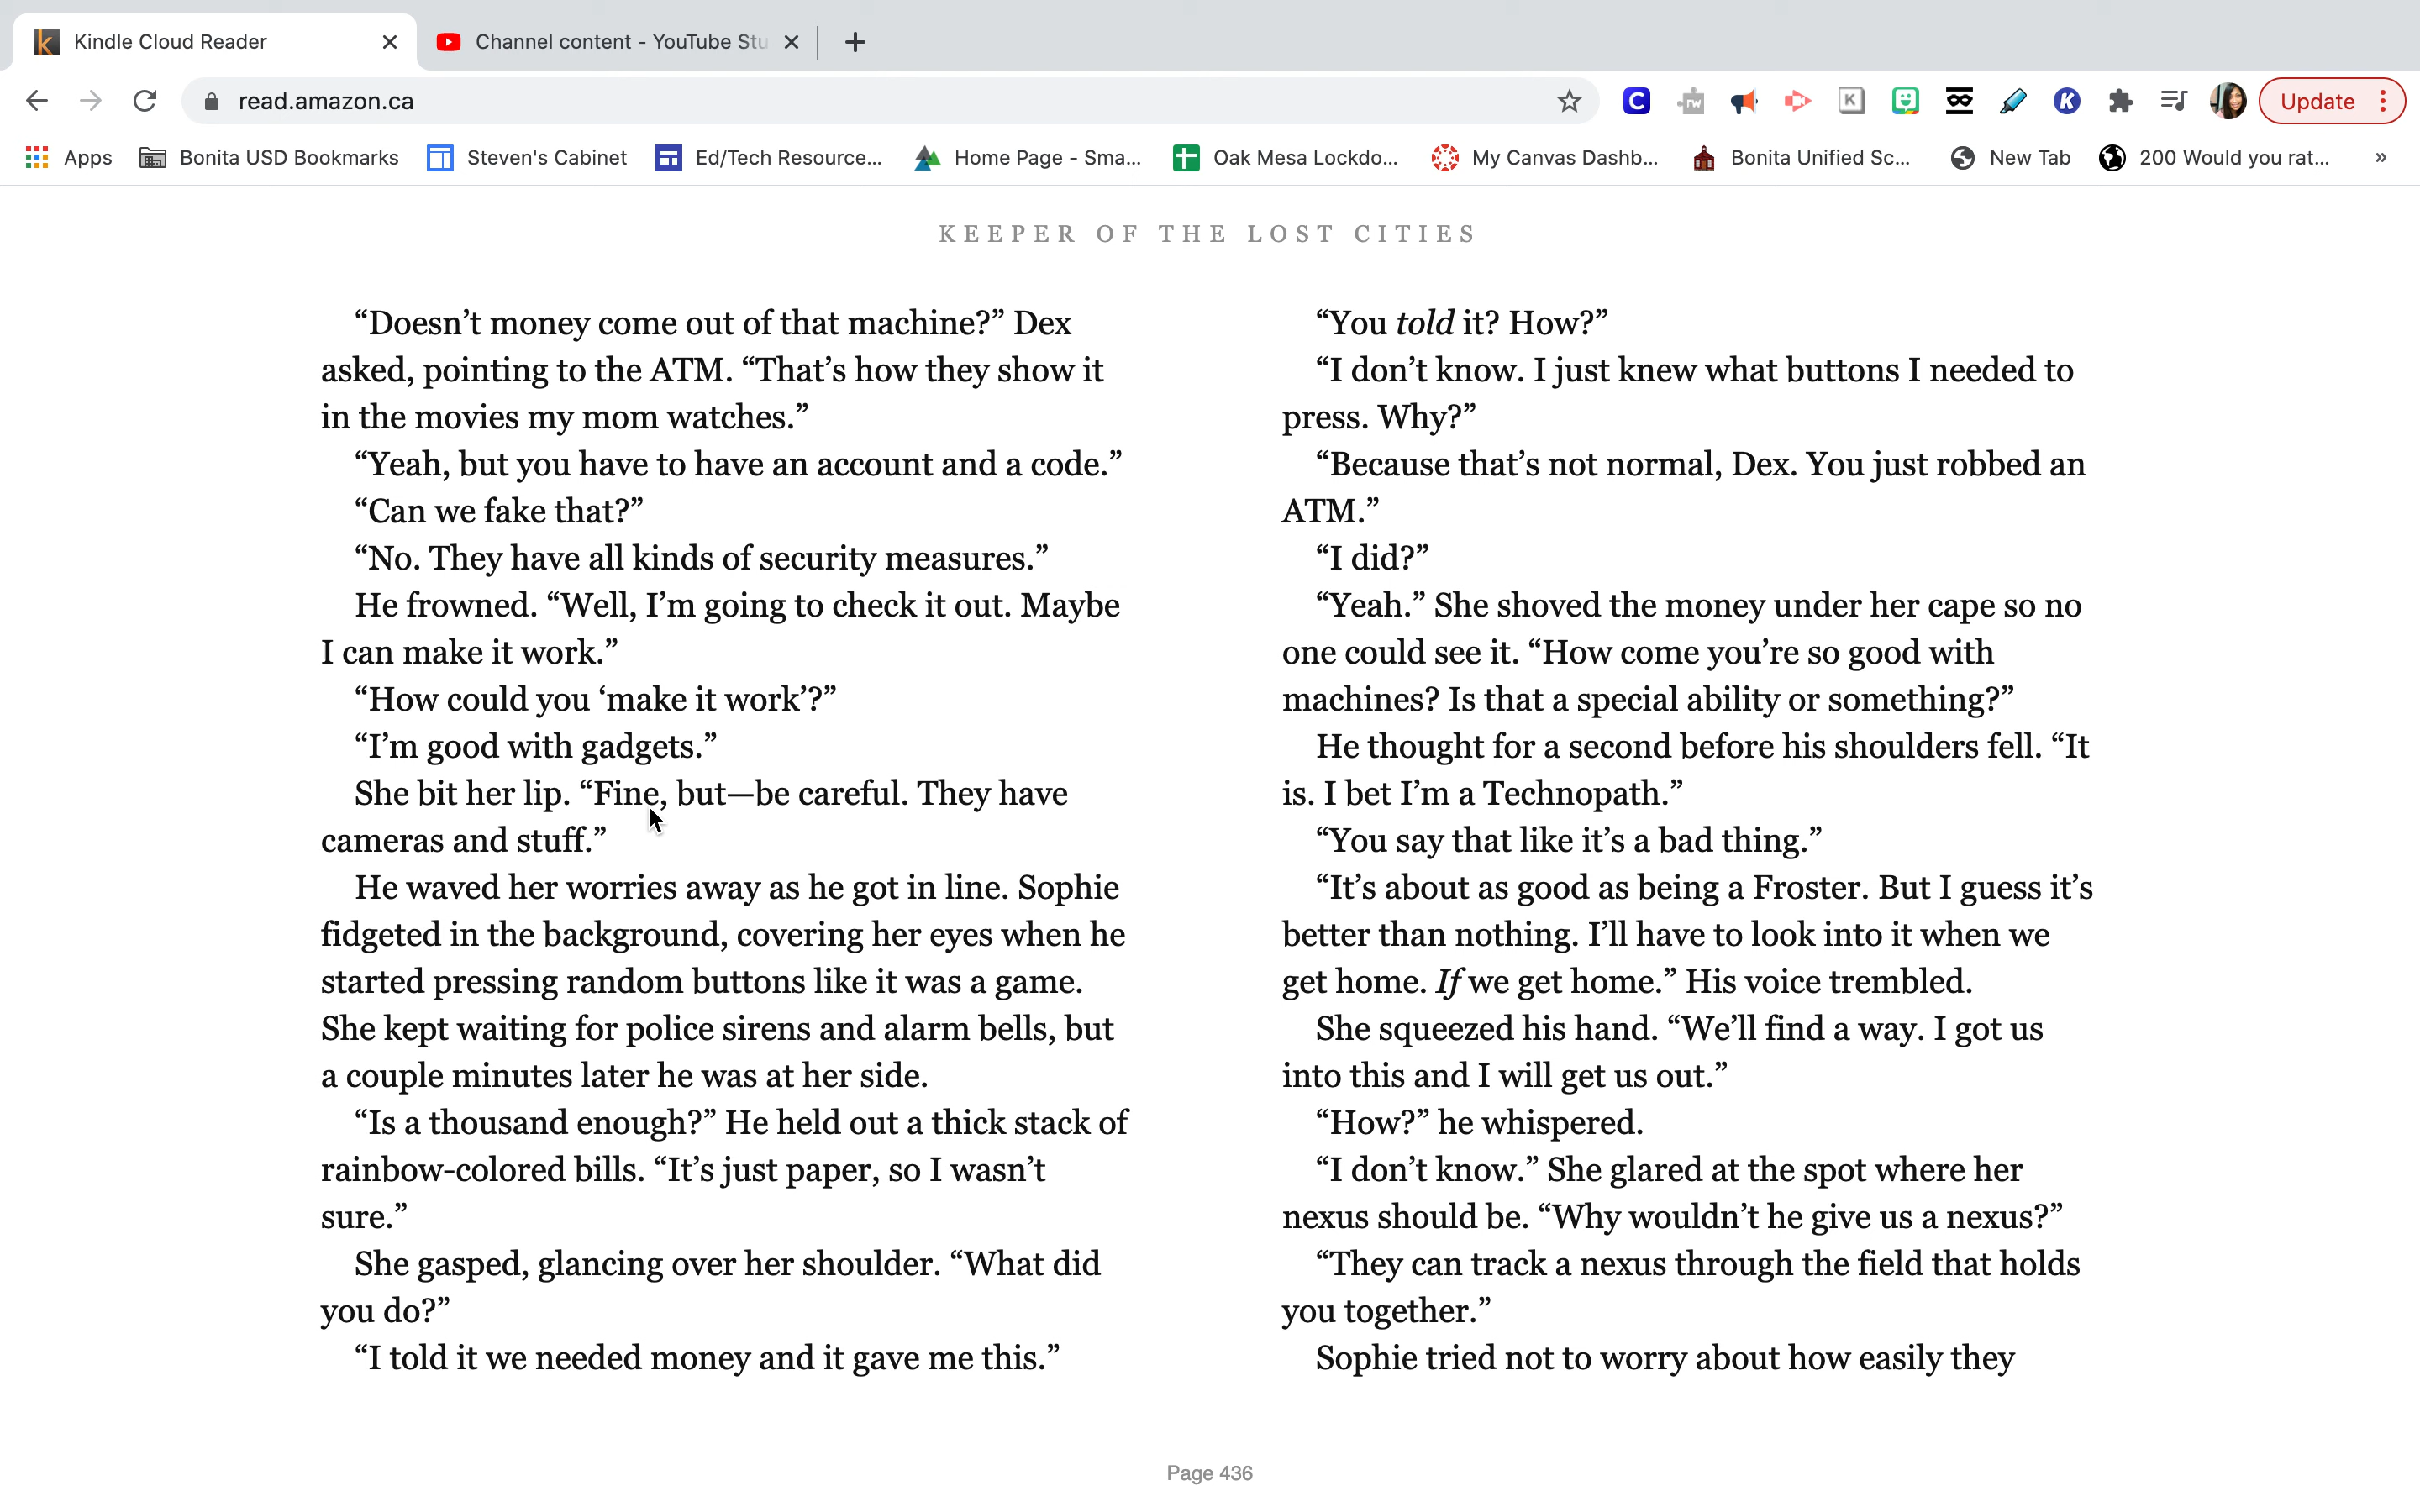 Kindle Cloud Reader
Channel content - YouTube Stu
read.amazon.ca
Update
Apps
Bonita USD Bookmarks
Steven's Cabinet
Ed/Tech Resource...
Home Page - Sma...
Oak Mesa Lockdo...
My Canvas Dashb...
Bonita Unified Sc...
New Tab
200 Would you rat...
»
KEEPER OF THE LOST CITIES
“Doesn’t money come out of that machine?” Dex
asked, pointing to the ATM. “That’s how they show it
in the movies my mom watches.”
“Yeah, but you have to have an account and a code.”
“Can we fake that?”
“No. They have all kinds of security measures.”
He frowned. “Well, I’m going to check it out. Maybe
I can make it work.”
“How could you ‘make it work’?”
“I’m good with gadgets.”
She bit her lip. “Fine, but—be careful. They have
cameras and stuff.”
He waved her worries away as he got in line. Sophie
fidgeted in the background, covering her eyes when he
started pressing random buttons like it was a game.
She kept waiting for police sirens and alarm bells, but
a couple minutes later he was at her side.
“Is a thousand enough?” He held out a thick stack of
rainbow-colored bills. “It’s just paper, so I wasn’t
sure.”
She gasped, glancing over her shoulder. “What did
you do?”
“I told it we needed money and it gave me this.”
“You told it? How?”
“I don’t know. I just knew what buttons I needed to
press. Why?”
“Because that’s not normal, Dex. You just robbed an
ATM.”
“I did?”
“Yeah.” She shoved the money under her cape so no
one could see it. “How come you’re so good with
machines? Is that a special ability or something?”
He thought for a second before his shoulders fell. “It
is. I bet I’m a Technopath.”
“You say that like it’s a bad thing.”
“It’s about as good as being a Froster. But I guess it’s
better than nothing. I’ll have to look into it when we
get home. If we get home.” His voice trembled.
She squeezed his hand. “We’ll find a way. I got us
into this and I will get us out.”
“How?” he whispered.
“I don’t know.” She glared at the spot where her
nexus should be. “Why wouldn’t he give us a nexus?”
“They can track a nexus through the field that holds
you together.”
Sophie tried not to worry about how easily they
Page 436